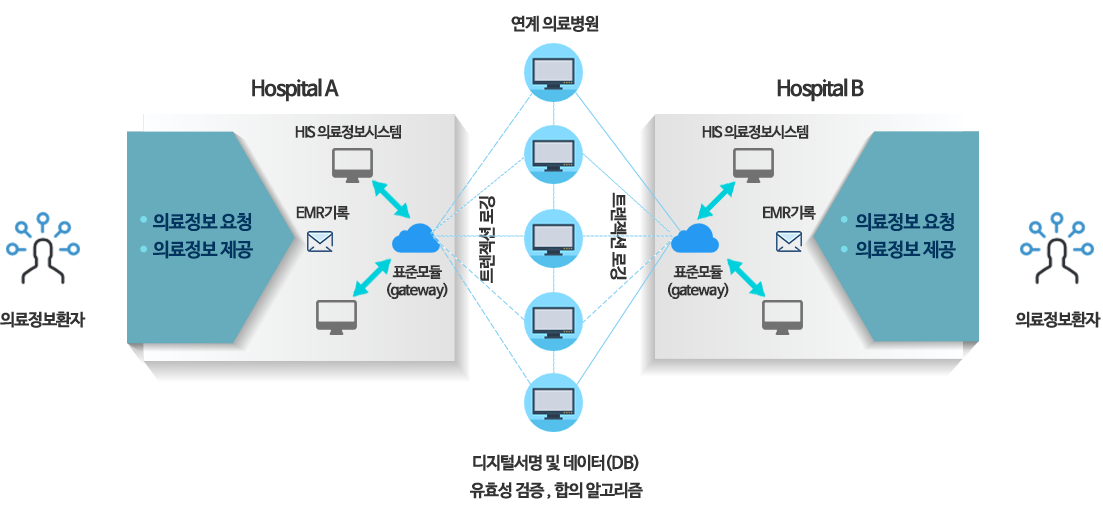 연계 의료병원
Hospital A
Hospital B
HIS 의료정보시스템
HIS 의료정보시스템
EMR기록
EMR기록
• 의료정보 요청
• 의료정보 제공
• 의료정보 요청
• 의료정보 제공
트렌젝션 로깅
트렌젝션 로깅
표준모듈
(gateway)
표준모듈
(gateway)
의료정보환자
의료정보환자
디지털서명 및 데이터(DB)
유효성 검증 , 합의 알고리즘